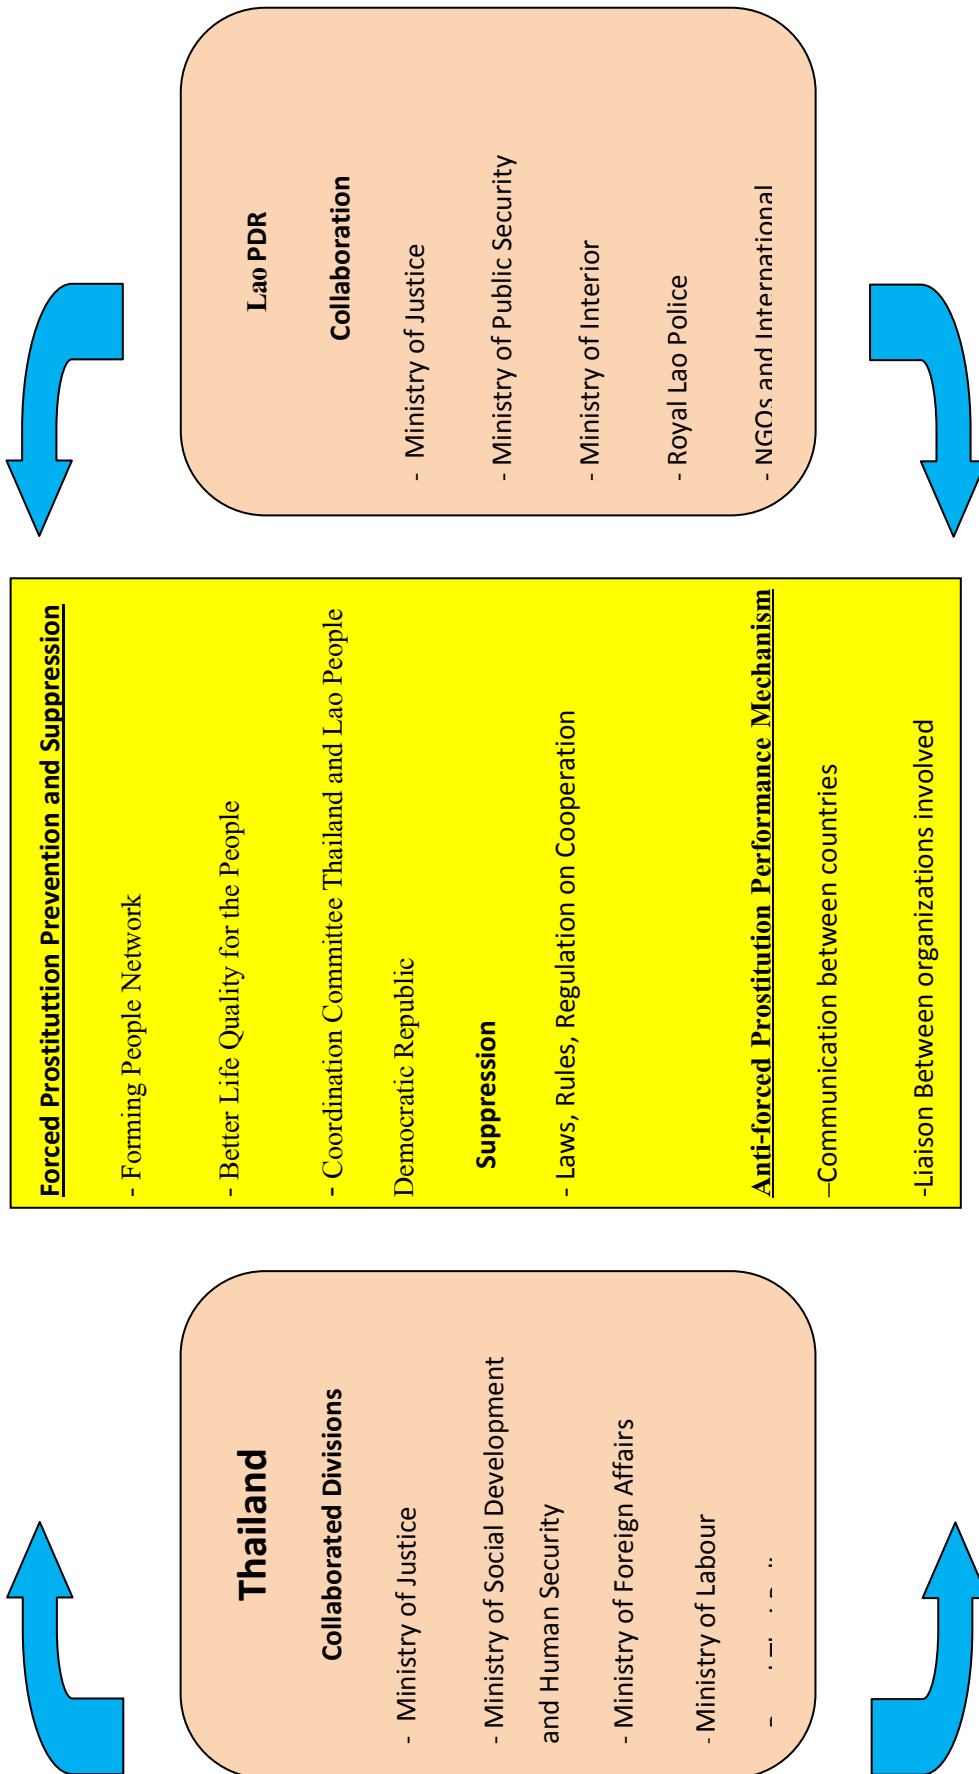 Thailand
Collaborated Divisions
- Ministry of Justice
- Ministry of Social Development
and Human Security
- Ministry of Foreign Affairs
- Ministry of Labour
Forced Prostitution Prevention and Suppression
- Forming People Network
- Better Life Quality for the People
- Coordination Committee Thailand and Lao People
Democratic Republic
Suppression
- Laws, Rules, Regulation on Cooperation
Anti-forced Prostitution Performance Mechanism
–Communication between countries
-Liaison Between organizations involved
Lao PDR
Collaboration
- Ministry of Justice
- Ministry of Public Security
- Ministry of Interior
- Royal Lao Police
- NGOs and International